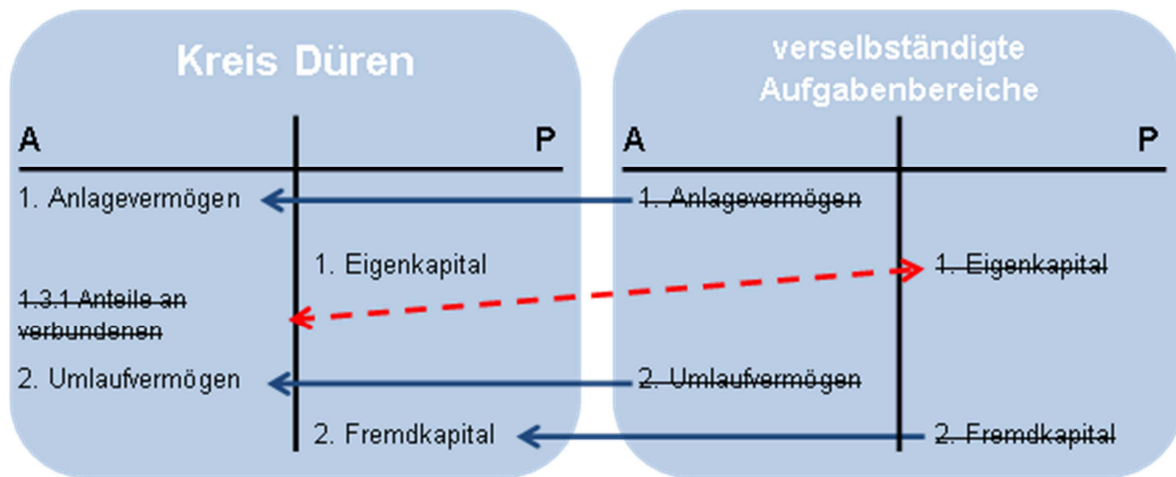 Kreis Düren
A
P
1. Anlagevermögen
1. Eigenkapital
1.3.1 Anteile an
verbundenen
2. Umlaufvermögen
2. Fremdkapital
verselbständigte
Aufgabenbereiche
A
P
1. Anlagevermögen
1. Eigenkapital
2. Umlaufvermögen
2. Fremdkapital